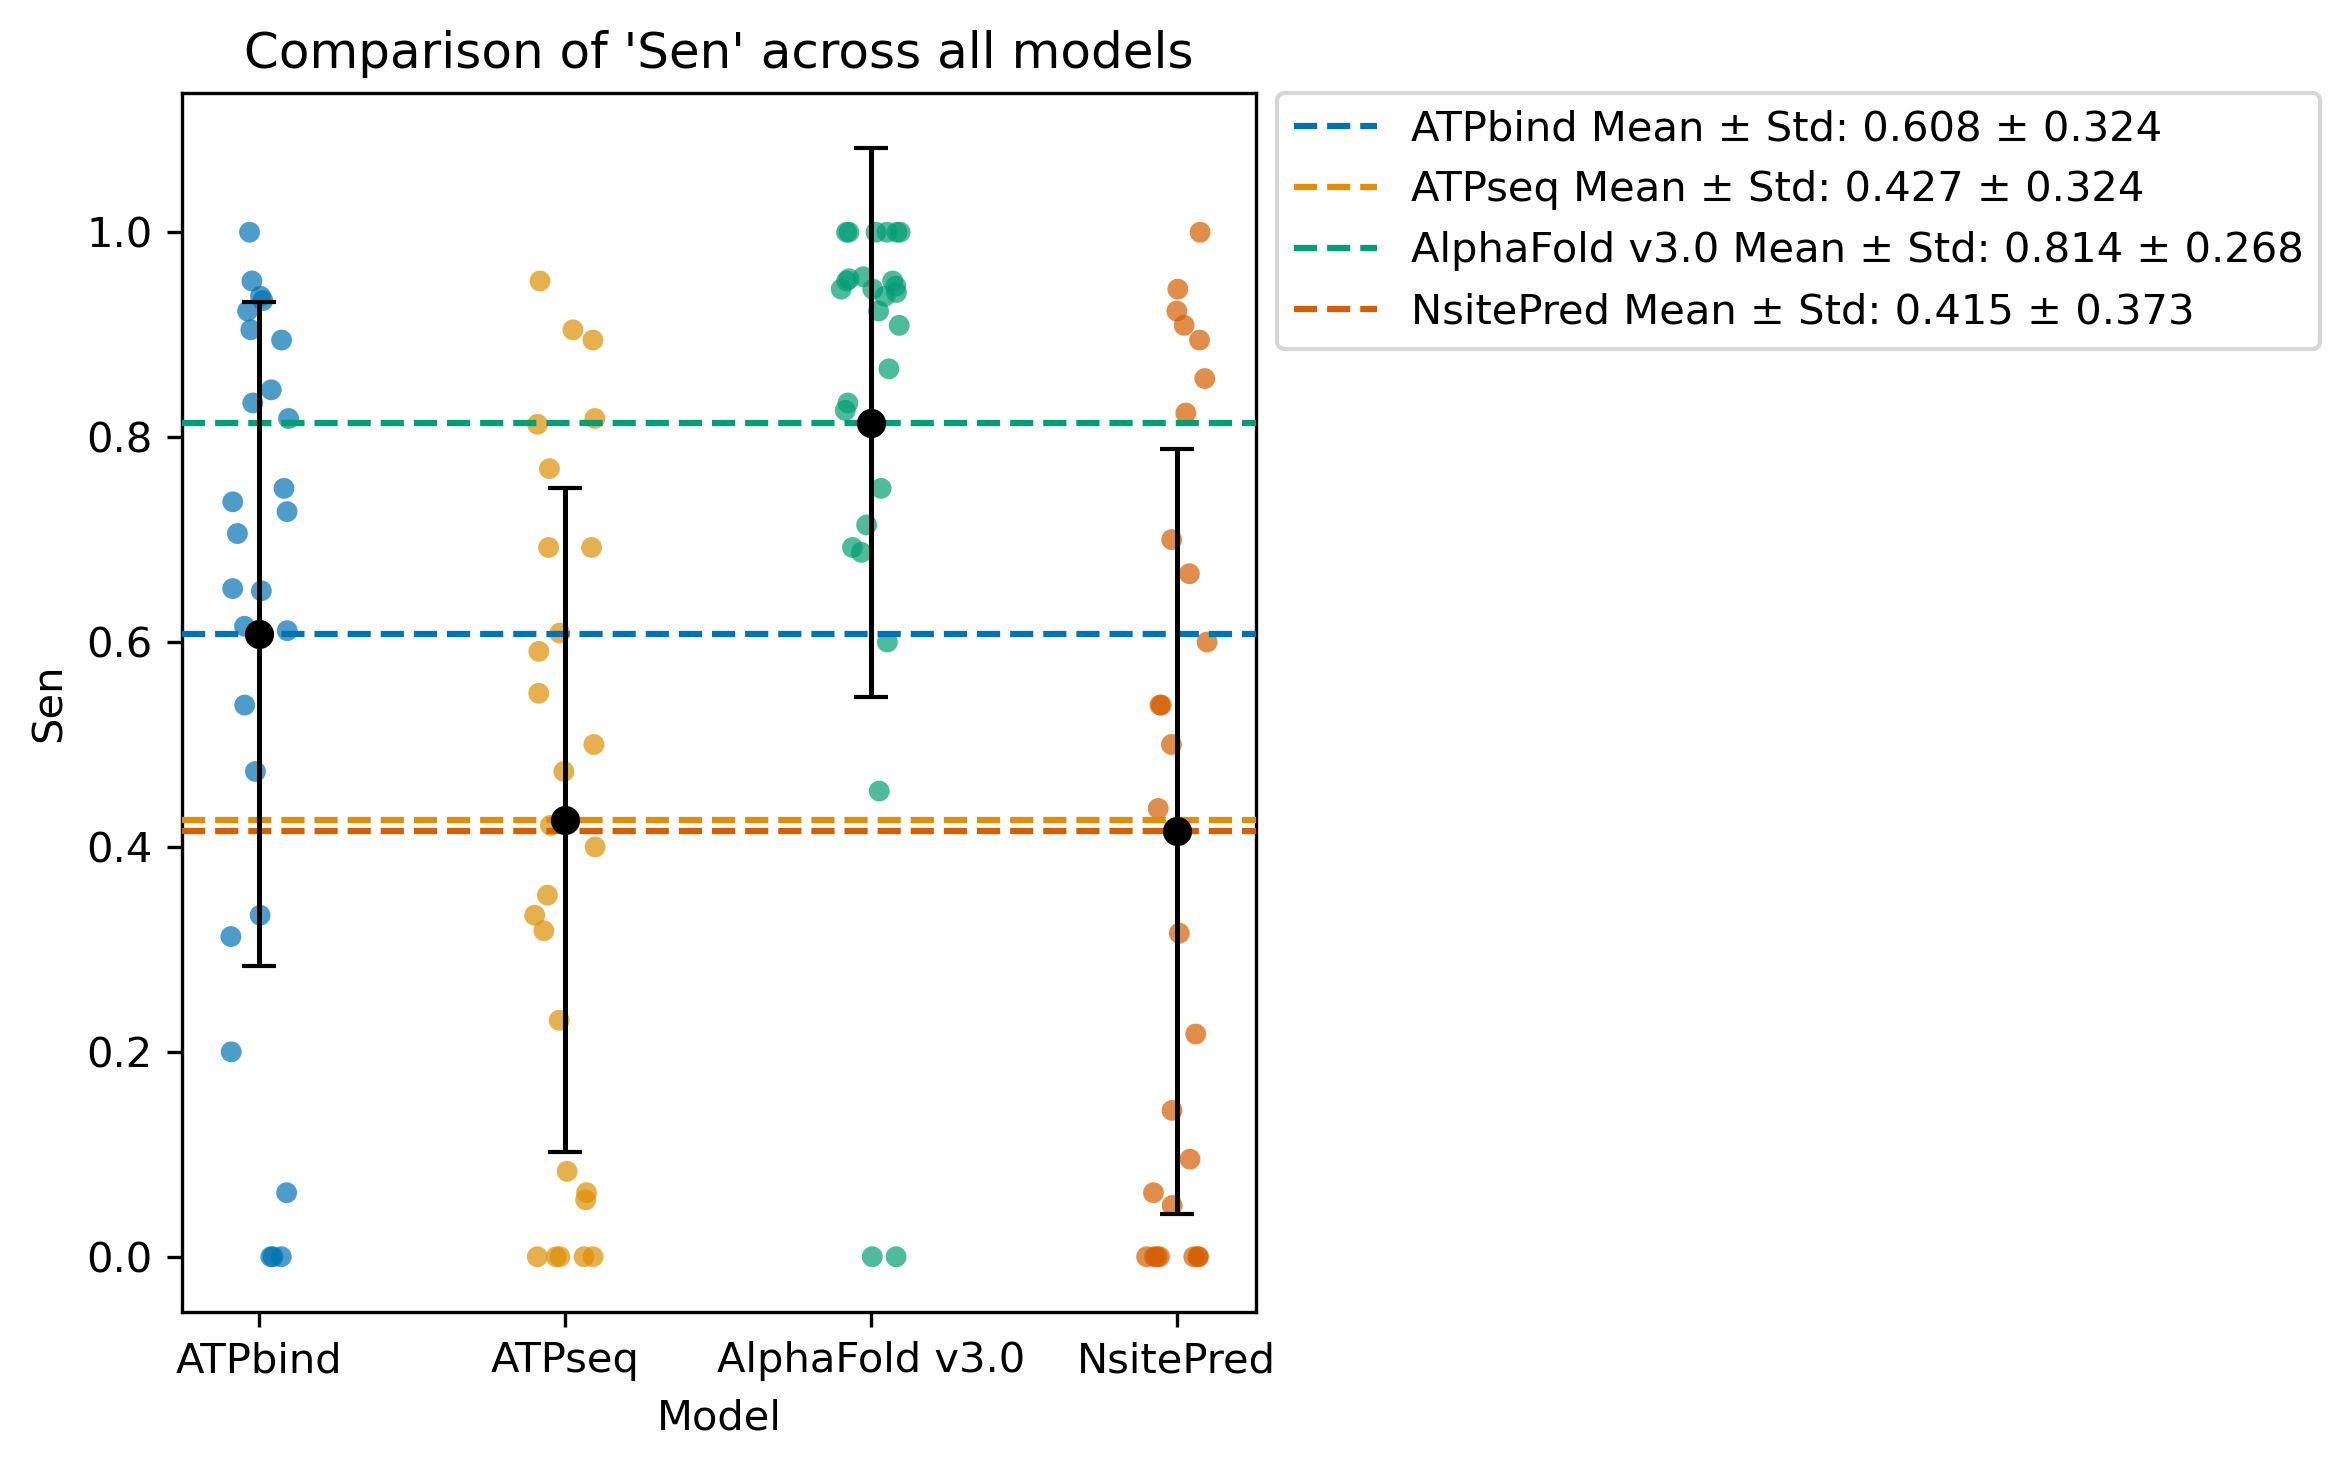 Comparison of 'Sen' across all models
ATPbind Mean ± Std: 0.608 ± 0.324
ATPseq Mean ± Std: 0.427 ± 0.324
AlphaFold v3.0 Mean ± Std: 0.814 ± 0.268
NsitePred Mean ± Std: 0.415 ± 0.373
1.0
0.8
0.6
0.4
0.2
0.0
Sen
ATPbind ATPseq AlphaFold v3.0 NsitePred
Model